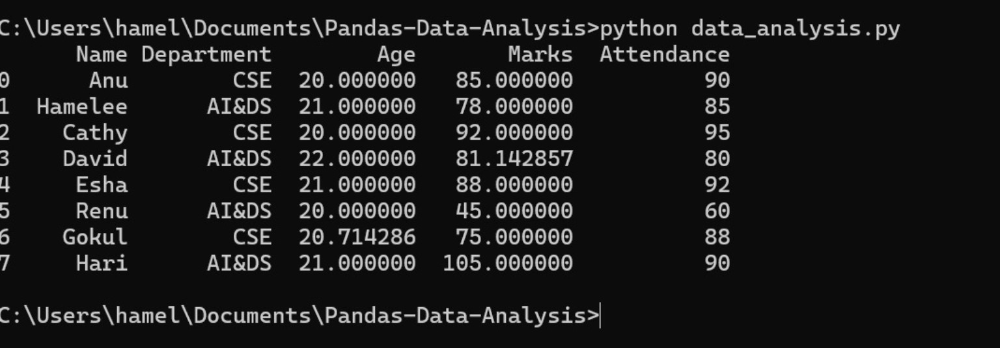 C:\Users\hamel\Documents\Pandas-Data-Analysis>python data_analysis.py
Name Department Age Marks Attendance
0 Anu CSE 20.000000 85.000000 90
1 Hamelee AI&DS 21.000000 78.000000 85
2 Cathy CSE 20.000000 92.000000 95
3 David AI&DS 22.000000 81.142857 80
4 Esha CSE 21.000000 88.000000 92
5 Renu AI&DS 20.000000 45.000000 60
6 Gokul CSE 20.714286 75.000000 88
7 Hari AI&DS 21.000000 105.000000 90
C:\Users\hamel\Documents\Pandas-Data-Analysis>